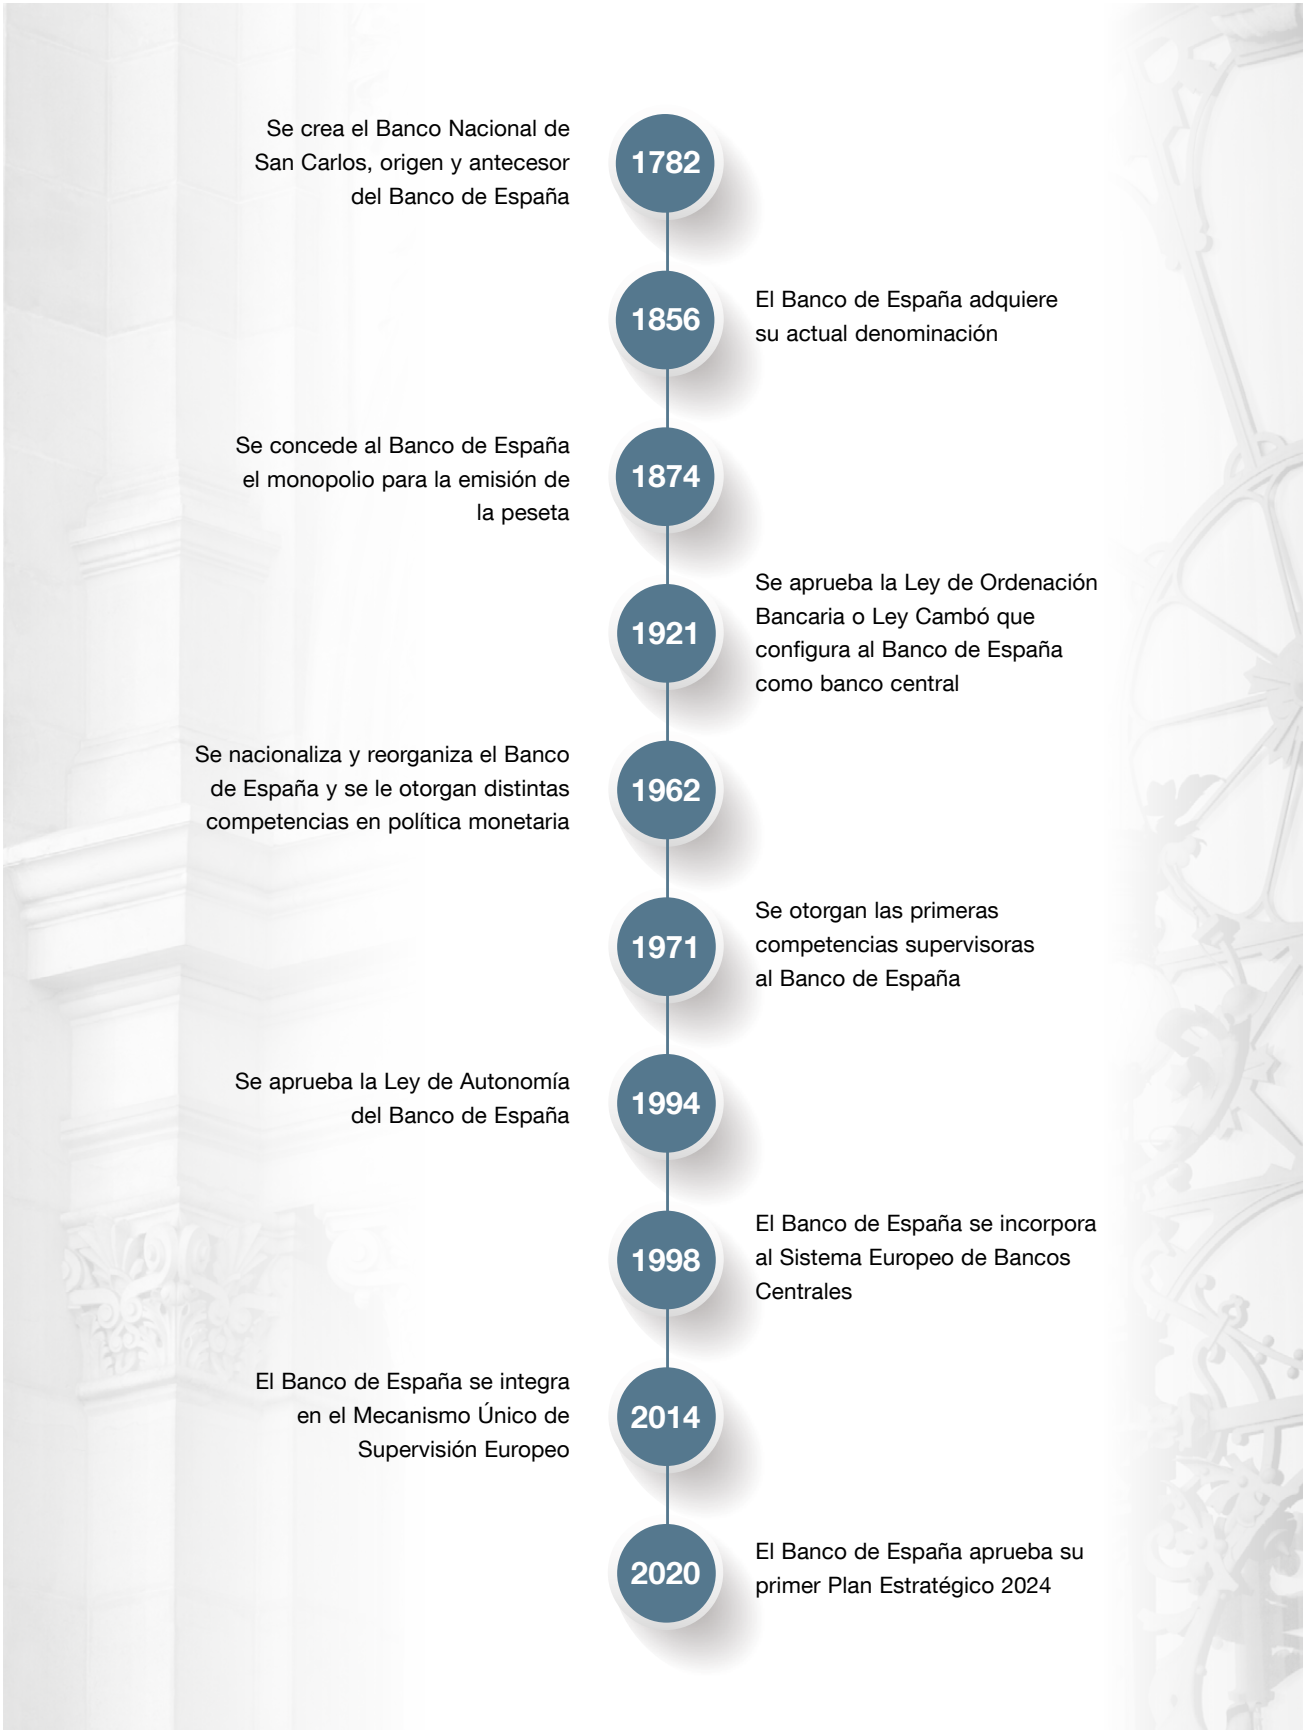 Se crea el Banco Nacional de
San Carlos, origen y antecesor
del Banco de España
1782
1856
El Banco de España adquiere
su actual denominación
Se concede al Banco de España
el monopolio para la emisión de
la peseta
1874
1921
Se aprueba la Ley de Ordenación
Bancaria o Ley Cambó que
configura al Banco de España
como banco central
Se nacionaliza y reorganiza el Banco
de España y se le otorgan distintas
competencias en política monetaria
1962
1971
Se otorgan las primeras
competencias supervisoras
al Banco de España
Se aprueba la Ley de Autonomía
del Banco de España
1994
1998
El Banco de España se incorpora
al Sistema Europeo de Bancos
Centrales
El Banco de España se integra
en el Mecanismo Único de
Supervisión Europeo
2014
2020
El Banco de España aprueba su
primer Plan Estratégico 2024